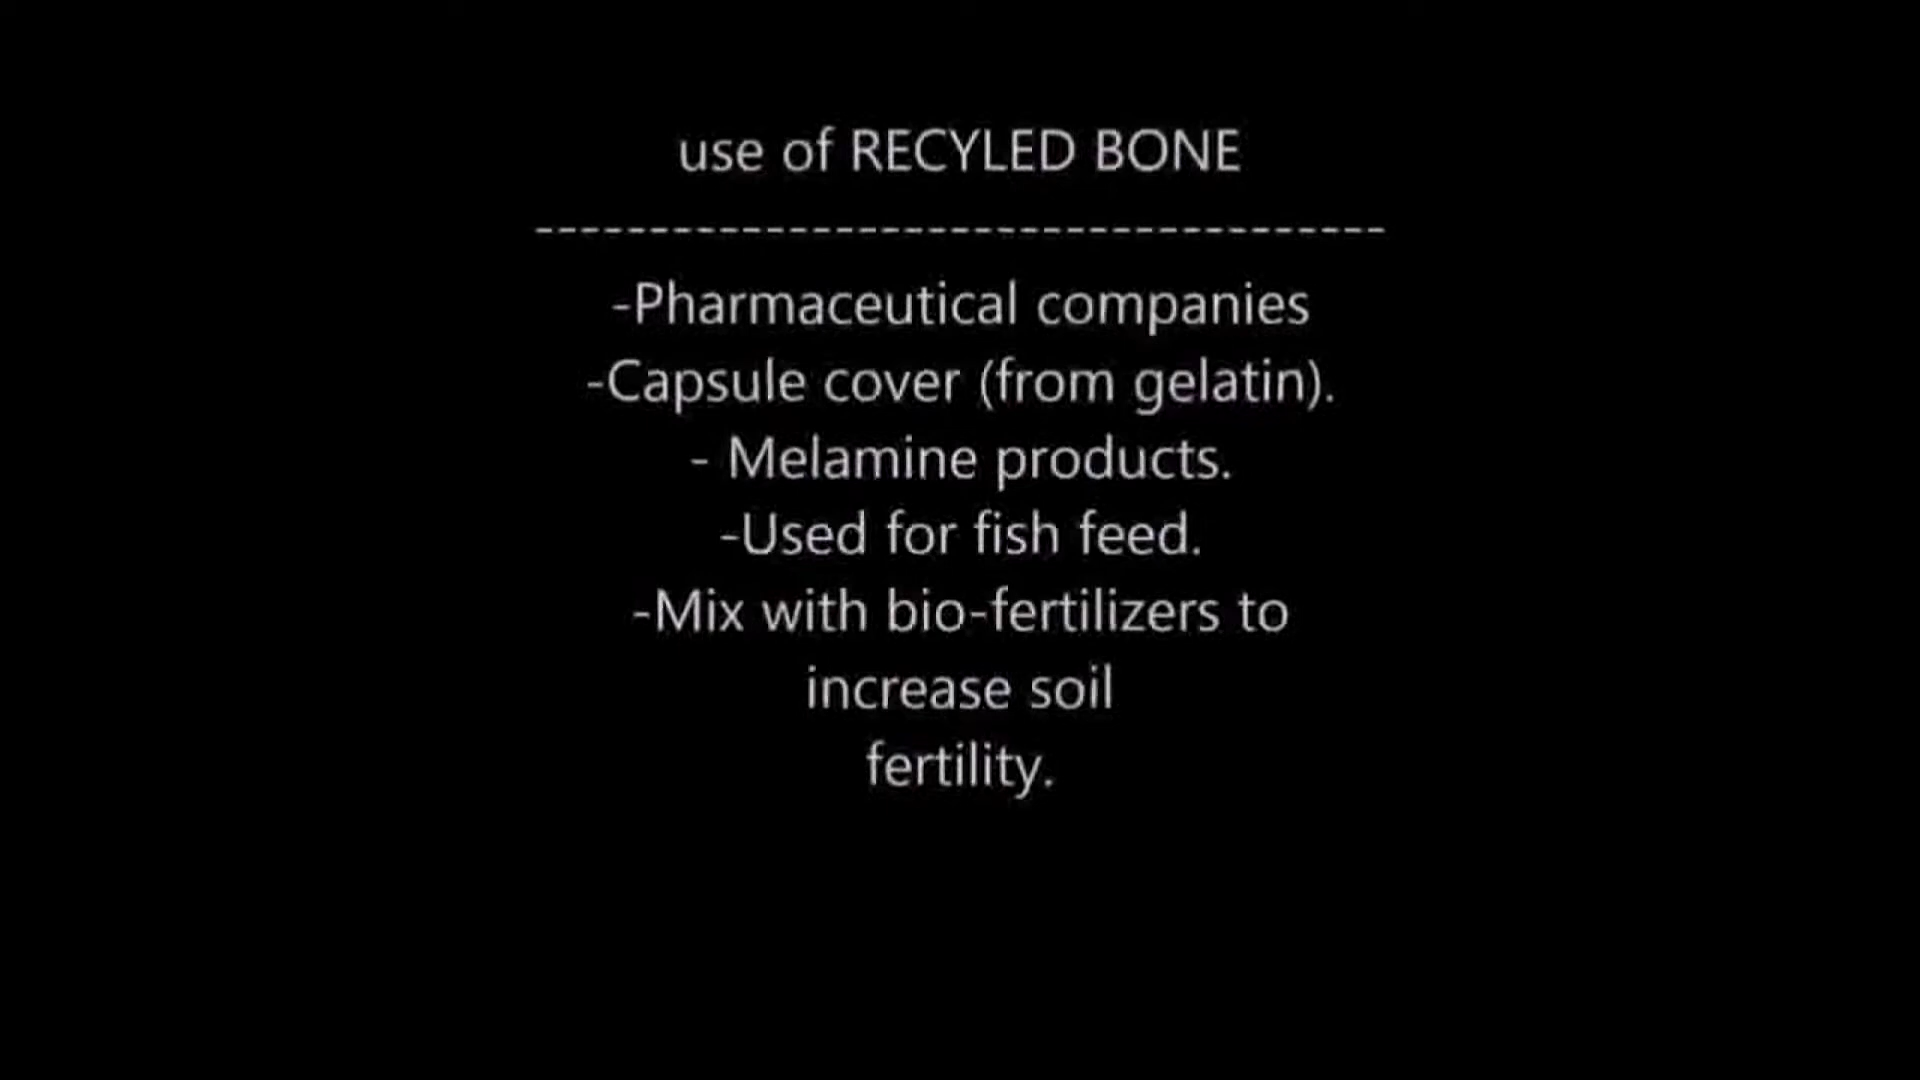 use of RECYLED BONE
-------------------------------------
-Pharmaceutical companies
-Capsule cover (from gelatin).
- Melamine products.
-Used for fish feed.
-Mix with bio-fertilizers to
increase soil
fertility.